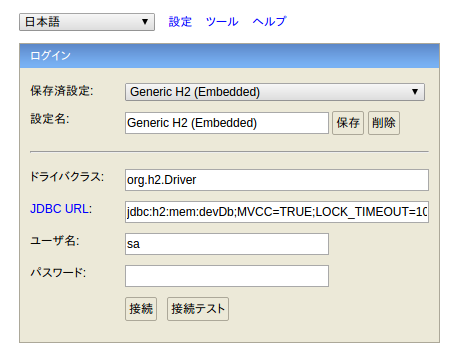 日本語 設定 ツール ヘルプ
ログイン
保存済設定: Generic H2 (Embedded)
設定名: Generic H2 (Embedded) 保存 削除
ドライバクラス: org.h2.Driver
JDBC URL: jdbc:h2:mem:devDb;MVCC=TRUE;LOCK_TIMEOUT=10
ユーザ名: sa
パスワード:
接続 接続テスト